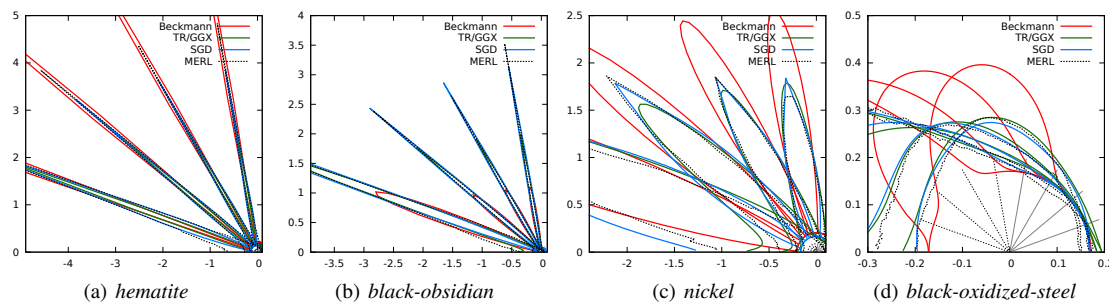 5
4
3
2
1
0
-4
-3
-2
-1
0
Beckmann
TR/GGX
SGD
MERL
(a) hematite
4
3.5
3
2.5
2
1.5
1
0.5
0
-3.5
-3
-2.5
-2
-1.5
-1
-0.5
0
Beckmann
TR/GGX
SGD
MERL
(b) black-obsidian
2.5
2
1.5
1
0.5
0
-2
-1.5
-1
-0.5
0
Beckmann
TR/GGX
SGD
MERL
(c) nickel
0.5
0.4
0.3
0.2
0.1
0
-0.3
-0.2
-0.1
0
0.1
0.2
Beckmann
TR/GGX
SGD
MERL
(d) black-oxidized-steel